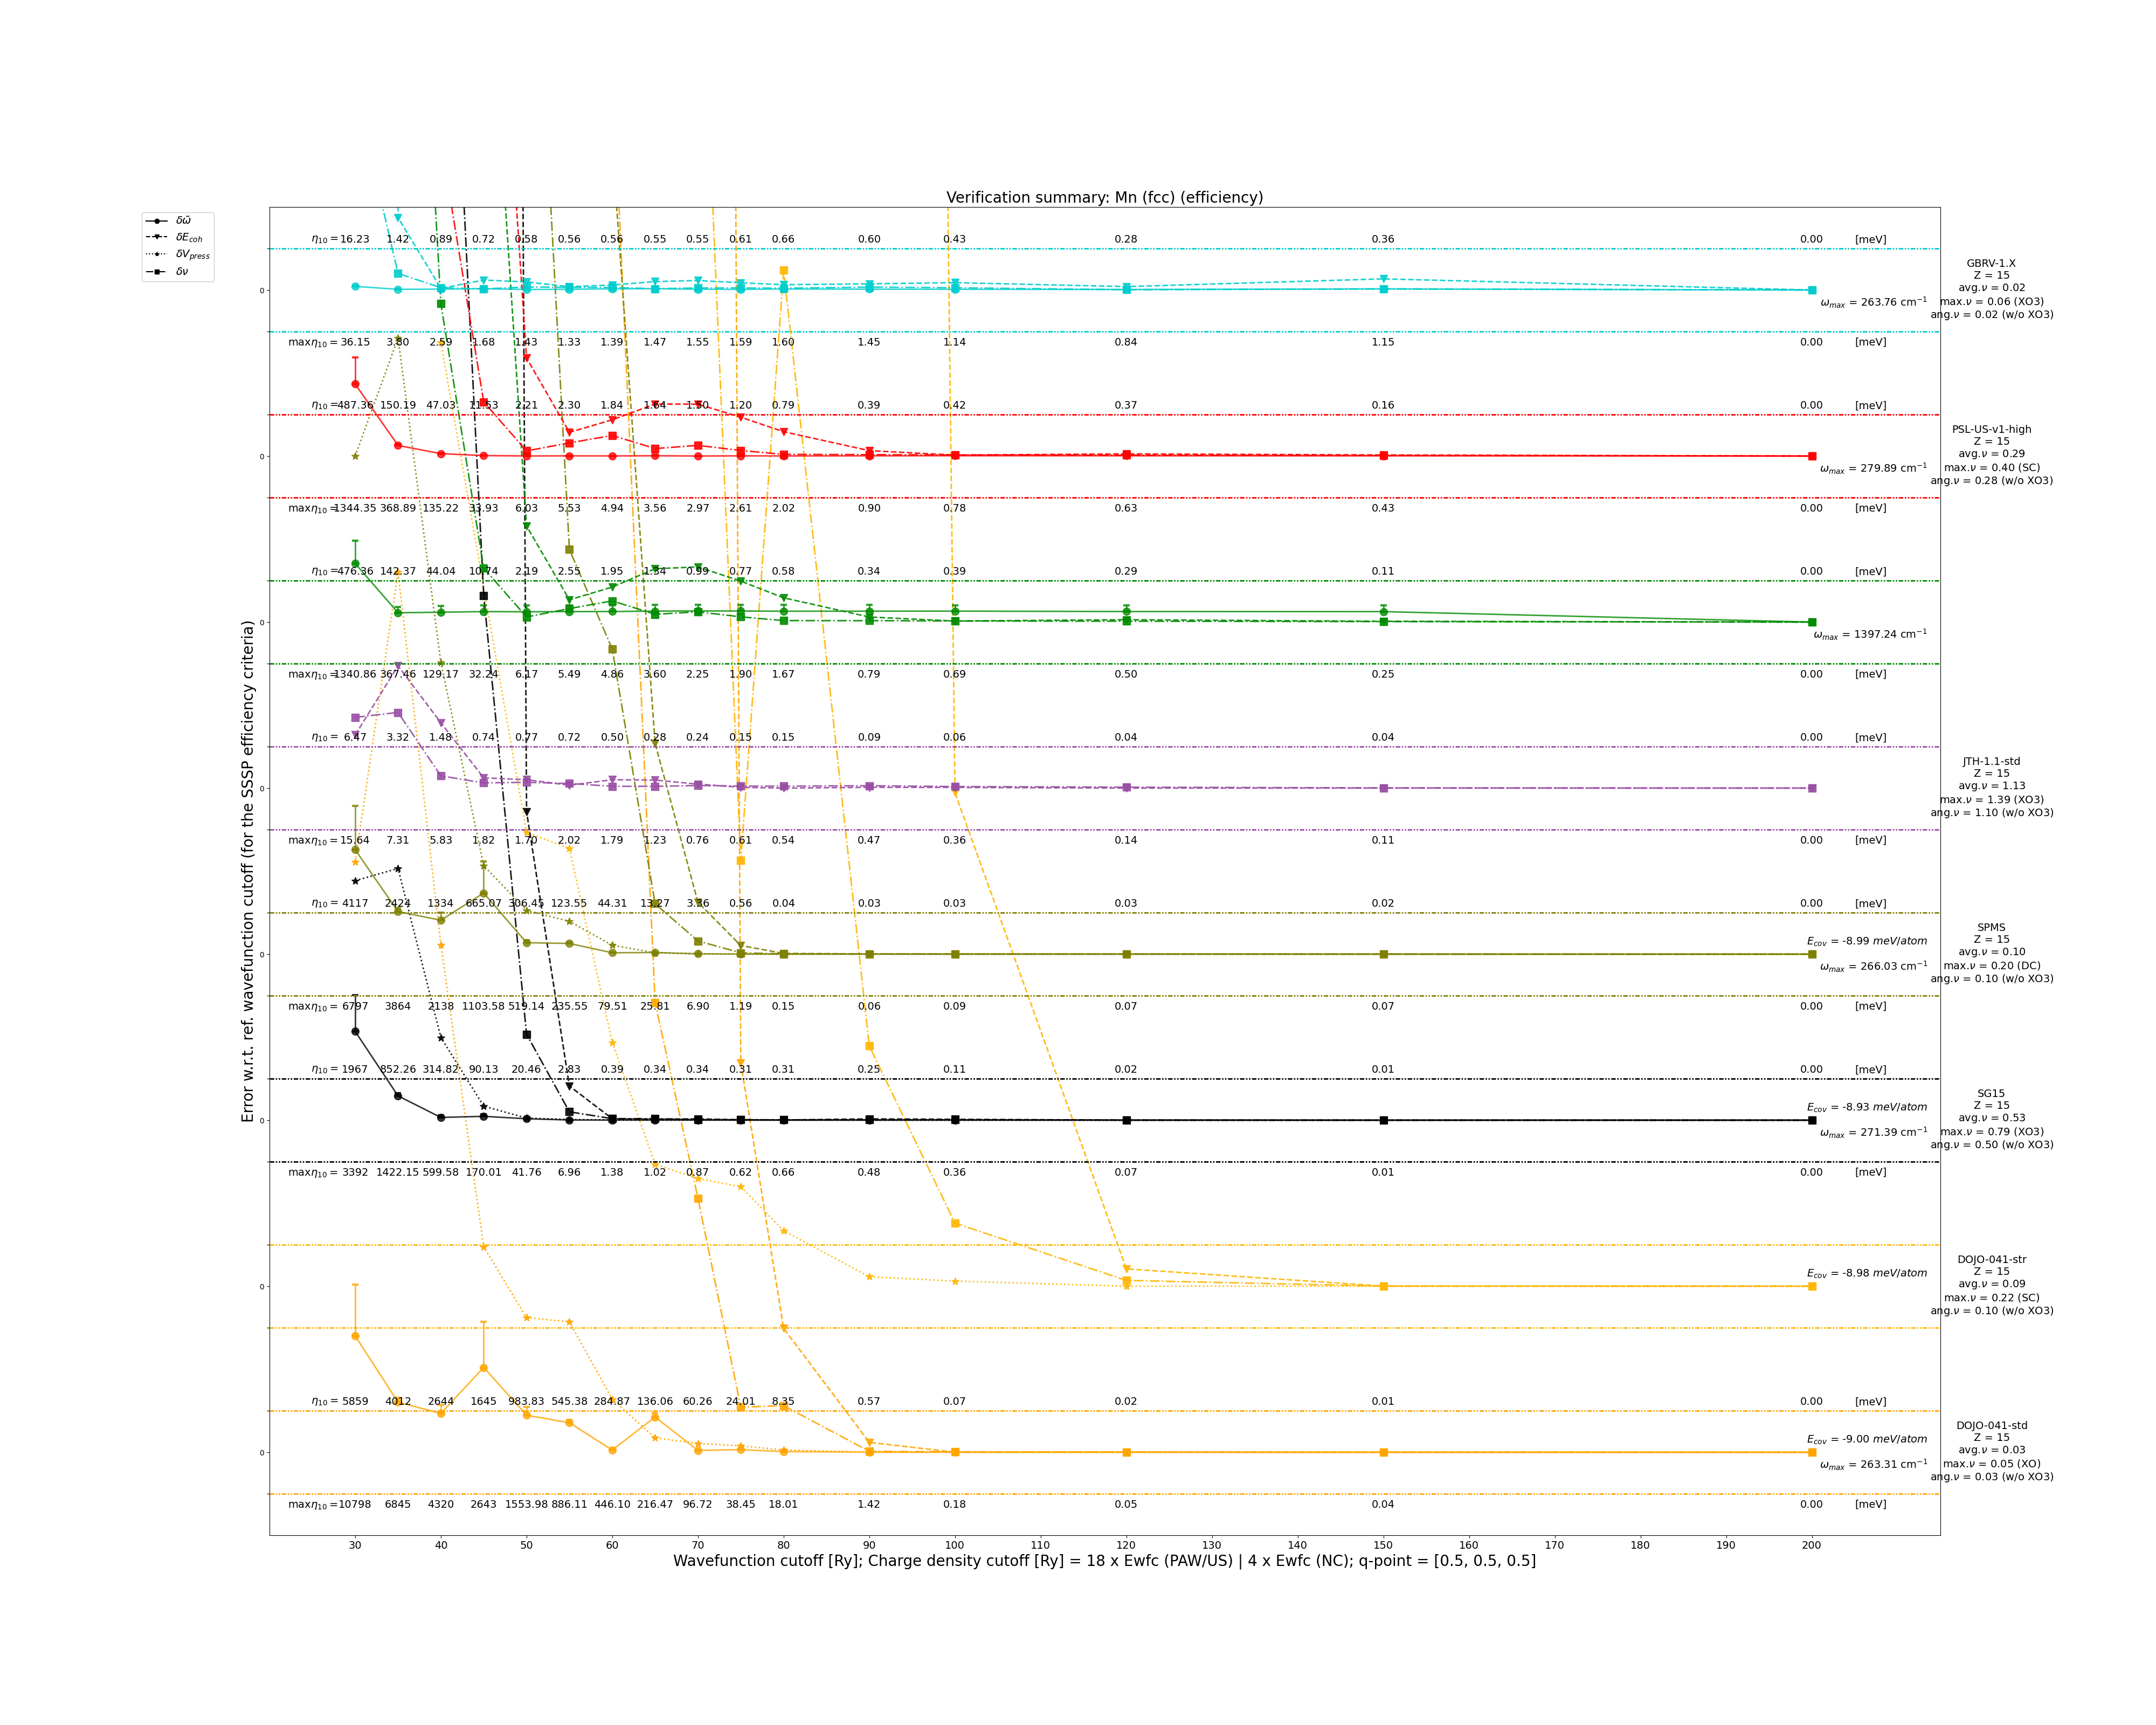 Verification summary: Mn (fcc) (efficiency)
δω̄
δE_coh
δV_press
δν
Error w.r.t. ref. wavefunction cutoff (for the SSSP efficiency criteria)
η₁₀ = 16.23 1.42 0.89 0.72 0.58 0.56 0.56 0.55 0.55 0.61 0.66 0.60 0.43 0.28 0.36 0.00 [meV]
0
ω_max = 263.76 cm⁻¹
GBRV-1.X
Z = 15
avg.ν = 0.02
max.ν = 0.06 (XO3)
ang.ν = 0.02 (w/o XO3)
maxη₁₀ = 36.15 3.80 2.59 1.68 1.43 1.33 1.39 1.47 1.55 1.59 1.60 1.45 1.14 0.84 1.15 0.00 [meV]
η₁₀ = 487.36 150.19 47.03 11.53 2.21 2.30 1.84 1.64 1.50 1.20 0.79 0.39 0.42 0.37 0.16 0.00 [meV]
0
ω_max = 279.89 cm⁻¹
PSL-US-v1-high
Z = 15
avg.ν = 0.29
max.ν = 0.40 (SC)
ang.ν = 0.28 (w/o XO3)
maxη₁₀ = 1344.35 368.89 135.22 33.93 6.03 5.53 4.94 3.56 2.97 2.61 2.02 0.90 0.78 0.63 0.43 0.00 [meV]
η₁₀ = 476.36 142.37 44.04 10.74 2.19 2.55 1.95 1.34 0.99 0.77 0.58 0.34 0.39 0.29 0.11 0.00 [meV]
0
ω_max = 1397.24 cm⁻¹
maxη₁₀ = 1340.86 367.46 129.17 32.24 6.17 5.49 4.86 3.60 2.25 1.90 1.67 0.79 0.69 0.50 0.25 0.00 [meV]
η₁₀ = 6.47 3.32 1.48 0.74 0.77 0.72 0.50 0.28 0.24 0.15 0.15 0.09 0.06 0.04 0.04 0.00 [meV]
0
JTH-1.1-std
Z = 15
avg.ν = 1.13
max.ν = 1.39 (XO3)
ang.ν = 1.10 (w/o XO3)
maxη₁₀ = 15.64 7.31 5.83 1.82 1.70 2.02 1.79 1.23 0.76 0.61 0.54 0.47 0.36 0.14 0.11 0.00 [meV]
η₁₀ = 4117 2424 1334 665.07 306.45 123.55 44.31 13.27 3.36 0.56 0.04 0.03 0.03 0.03 0.02 0.00 [meV]
0
E_cov = -8.99 meV/atom
ω_max = 266.03 cm⁻¹
SPMS
Z = 15
avg.ν = 0.10
max.ν = 0.20 (DC)
ang.ν = 0.10 (w/o XO3)
maxη₁₀ = 6797 3864 2138 1103.58 519.14 235.55 79.51 25.81 6.90 1.19 0.15 0.06 0.09 0.07 0.07 0.00 [meV]
η₁₀ = 1967 852.26 314.82 90.13 20.46 2.83 0.39 0.34 0.34 0.31 0.31 0.25 0.11 0.02 0.01 0.00 [meV]
0
E_cov = -8.93 meV/atom
ω_max = 271.39 cm⁻¹
SG15
Z = 15
avg.ν = 0.53
max.ν = 0.79 (XO3)
ang.ν = 0.50 (w/o XO3)
maxη₁₀ = 3392 1422.15 599.58 170.01 41.76 6.96 1.38 1.02 0.87 0.62 0.66 0.48 0.36 0.07 0.01 0.00 [meV]
0
E_cov = -8.98 meV/atom
DOJO-041-str
Z = 15
avg.ν = 0.09
max.ν = 0.22 (SC)
ang.ν = 0.10 (w/o XO3)
η₁₀ = 5859 4012 2644 1645 983.83 545.38 284.87 136.06 60.26 24.01 8.35 0.57 0.07 0.02 0.01 0.00 [meV]
0
E_cov = -9.00 meV/atom
ω_max = 263.31 cm⁻¹
DOJO-041-std
Z = 15
avg.ν = 0.03
max.ν = 0.05 (XO)
ang.ν = 0.03 (w/o XO3)
maxη₁₀ = 10798 6845 4320 2643 1553.98 886.11 446.10 216.47 96.72 38.45 18.01 1.42 0.18 0.05 0.04 0.00 [meV]
30 40 50 60 70 80 90 100 110 120 130 140 150 160 170 180 190 200
Wavefunction cutoff [Ry]; Charge density cutoff [Ry] = 18 x Ewfc (PAW/US) | 4 x Ewfc (NC); q-point = [0.5, 0.5, 0.5]